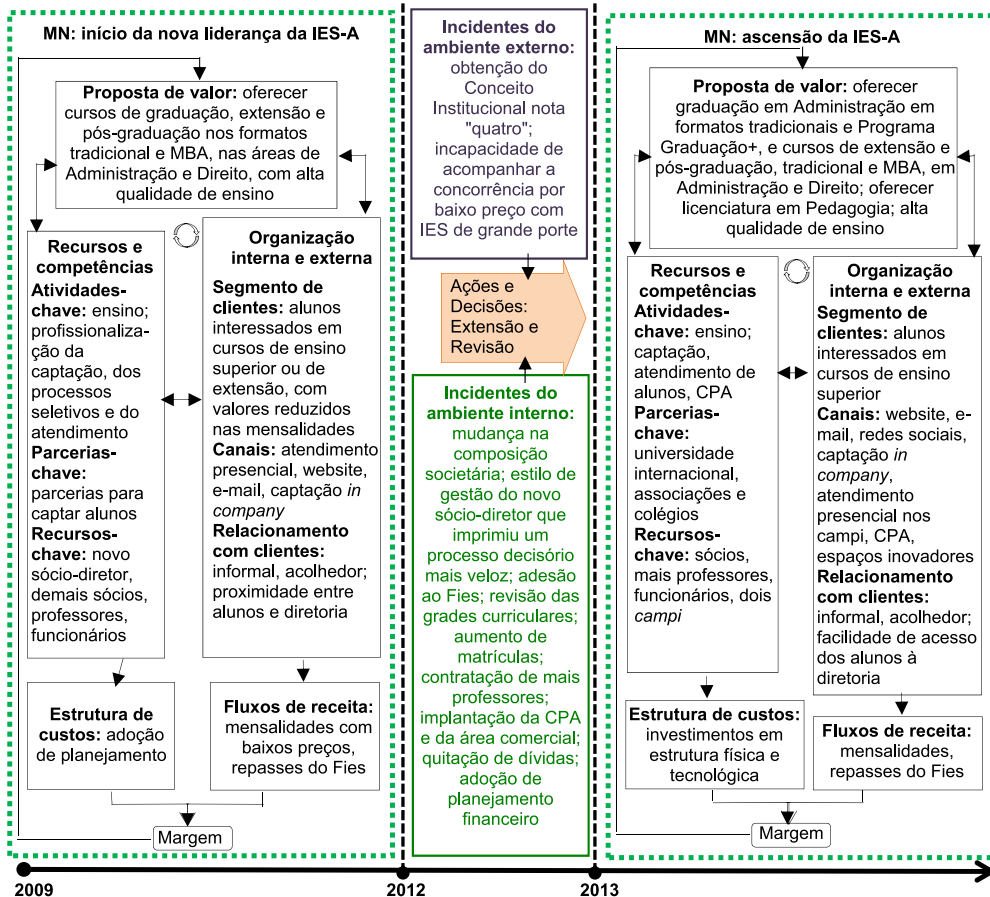 MN: início da nova liderança da IES-A
Proposta de valor: oferecer
cursos de graduação, extensão e
pós-graduação nos formatos
tradicional e MBA, nas áreas de
Administração e Direito, com alta
qualidade de ensino
Recursos e
competências
Atividades-
chave: ensino;
profissionaliza-
ção da
captação, dos
processos
seletivos e do
atendimento
Parcerias-
chave:
parcerias para
captar alunos
Recursos-
chave: novo
sócio-diretor,
demais sócios,
professores,
funcionários
Organização
interna e externa
Segmento de
clientes: alunos
interessados em
cursos de ensino
superior ou de
extensão, com
valores reduzidos
nas mensalidades
Canais: atendimento
presencial, website,
e-mail, captação in
company
Relacionamento
com clientes:
informal, acolhedor;
proximidade entre
alunos e diretoria
Estrutura de
custos: adoção
de planejamento
Fluxos de receita:
mensalidades com
baixos preços,
repasses do Fies
Margem
Incidentes do
ambiente externo:
obtenção do
Conceito
Institucional nota
"quatro";
incapacidade de
acompanhar a
concorrência por
baixo preço com
IES de grande porte
Ações e
Decisões:
Extensão e
Revisão
Incidentes do
ambiente interno:
mudança na
composição
societária; estilo de
gestão do novo
sócio-diretor que
imprimiu um
processo decisório
mais veloz; adesão
ao Fies; revisão das
grades curriculares;
aumento de
matrículas;
contratação de mais
professores;
implantação da CPA
e da área comercial;
quitação de dívidas;
adoção de
planejamento
financeiro
MN: ascensão da IES-A
Proposta de valor: oferecer
graduação em Administração em
formatos tradicionais e Programa
Graduação+, e cursos de extensão e
pós-graduação, tradicional e MBA, em
Administração e Direito; oferecer
licenciatura em Pedagogia; alta
qualidade de ensino
Recursos e
competências
Atividades-
chave: ensino;
captação,
atendimento de
alunos, CPA
Parcerias-
chave:
universidade
internacional,
associações e
colégios
Recursos-
chave: sócios,
mais professores,
funcionários, dois
campi
Organização
interna e externa
Segmento de
clientes: alunos
interessados em
cursos de ensino
superior
Canais: website, e-
mail, redes sociais,
captação in
company,
atendimento
presencial nos
campi, CPA,
espaços inovadores
Relacionamento
com clientes:
informal, acolhedor;
facilidade de acesso
dos alunos à
diretoria
Estrutura de custos:
investimentos em
estrutura física e
tecnológica
Fluxos de receita:
mensalidades,
repasses do Fies
Margem
2009
2012
2013